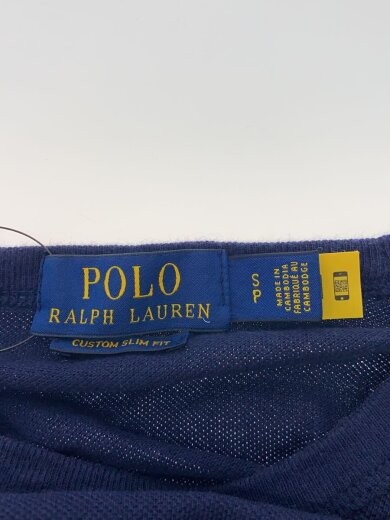 POLO
RALPH LAUREN
CUSTOM SLIM FIT
S
P
MADE IN
CAMBODIA
FABRIQUÉ AU
CAMBODGE